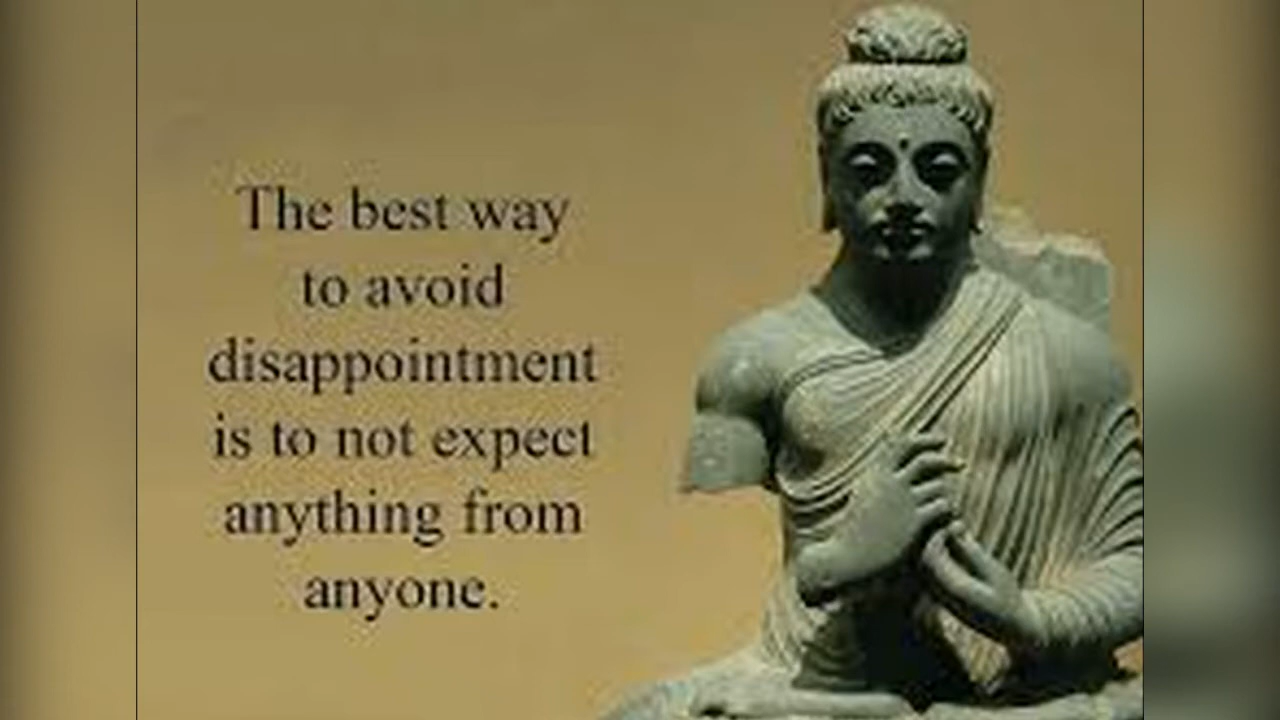 The best way
to avoid
disappointment
is to not expect
anything from
anyone.